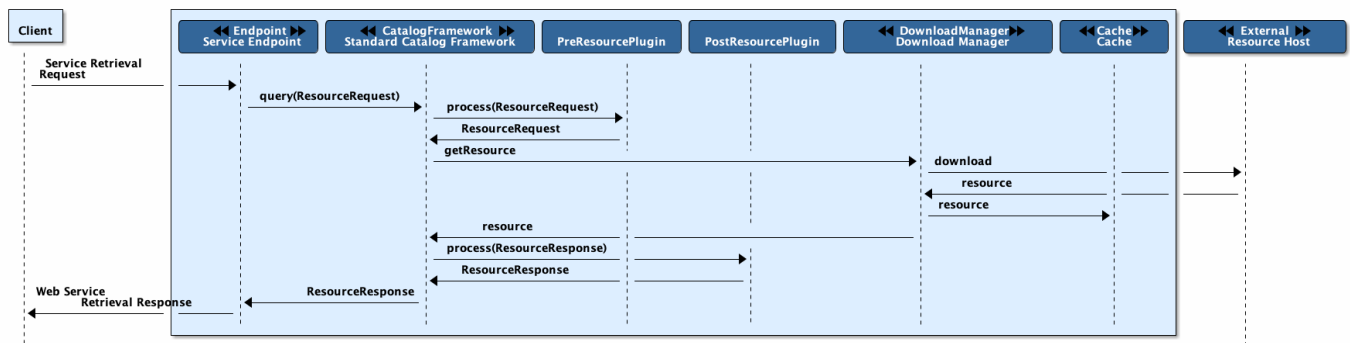 Client
◀◀ Endpoint ▶▶
Service Endpoint
◀◀ CatalogFramework ▶▶
Standard Catalog Framework
PreResourcePlugin
PostResourcePlugin
◀◀ DownloadManager▶▶
Download Manager
◀◀Cache▶▶
Cache
◀◀ External ▶▶
Resource Host
Service Retrieval
Request
query(ResourceRequest)
process(ResourceRequest)
ResourceRequest
getResource
download
resource
resource
resource
process(ResourceResponse)
ResourceResponse
ResourceResponse
Web Service
Retrieval Response